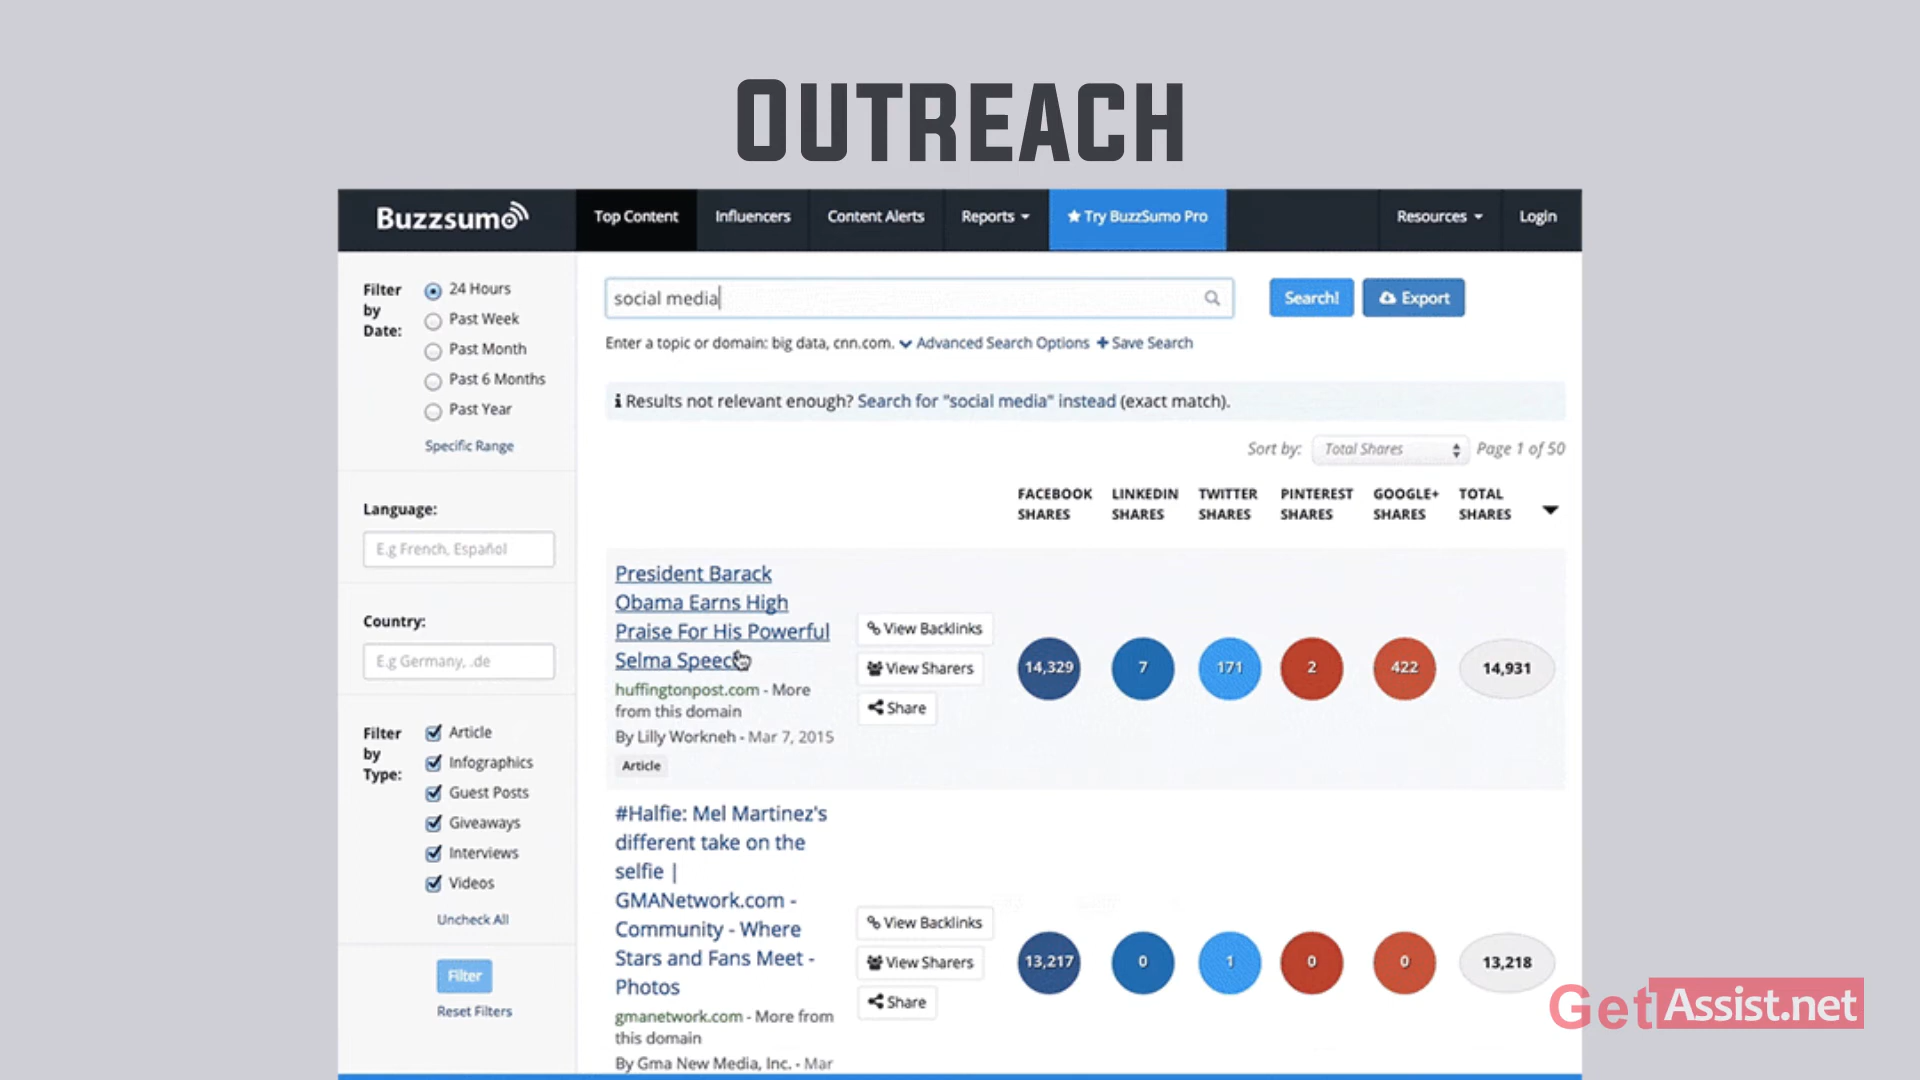 OUTREACH
Buzzsumo
Top Content
Influencers
Content Alerts
Reports
Try BuzzSumo Pro
Resources
Login
Filter
by
Date:
24 Hours
Past Week
Past Month
Past 6 Months
Past Year
Specific Range
Language:
E.g French, Español
Country:
E.g Germany, .de
Filter
by
Type:
Article
Infographics
Guest Posts
Giveaways
Interviews
Videos
Uncheck All
Filter
Reset Filters
social media
Search!
Export
Enter a topic or domain: big data, cnn.com. Advanced Search Options + Save Search
i Results not relevant enough? Search for "social media" instead (exact match).
Sort by: Total Shares Page 1 of 50
FACEBOOK SHARES
LINKEDIN SHARES
TWITTER SHARES
PINTEREST SHARES
GOOGLE+ SHARES
TOTAL SHARES
President Barack
Obama Earns High
Praise For His Powerful
Selma Speech
huffingtonpost.com - More
from this domain
By Lilly Workneh - Mar 7, 2015
Article
View Backlinks
View Sharers
Share
14,329
7
171
2
422
14,931
#Halfie: Mel Martinez's
different take on the
selfie |
GMANetwork.com -
Community - Where
Stars and Fans Meet -
Photos
gmanetwork.com - More from
this domain
By Gma New Media, Inc. - Mar
View Backlinks
View Sharers
Share
13,217
0
1
0
0
13,218
GetAssist.net